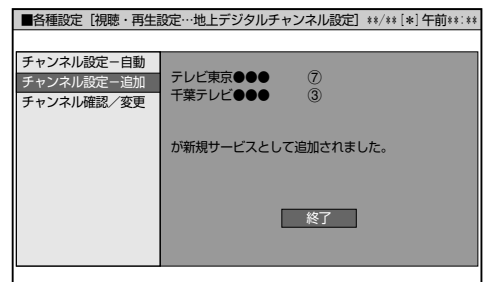 ■各種設定［視聴・再生設定…地上デジタルチャンネル設定］ **/**[*]午前**:**
チャンネル設定－自動
チャンネル設定－追加
チャンネル確認／変更
テレビ東京●●● ⑦
千葉テレビ●●● ③
が新規サービスとして追加されました。
終了